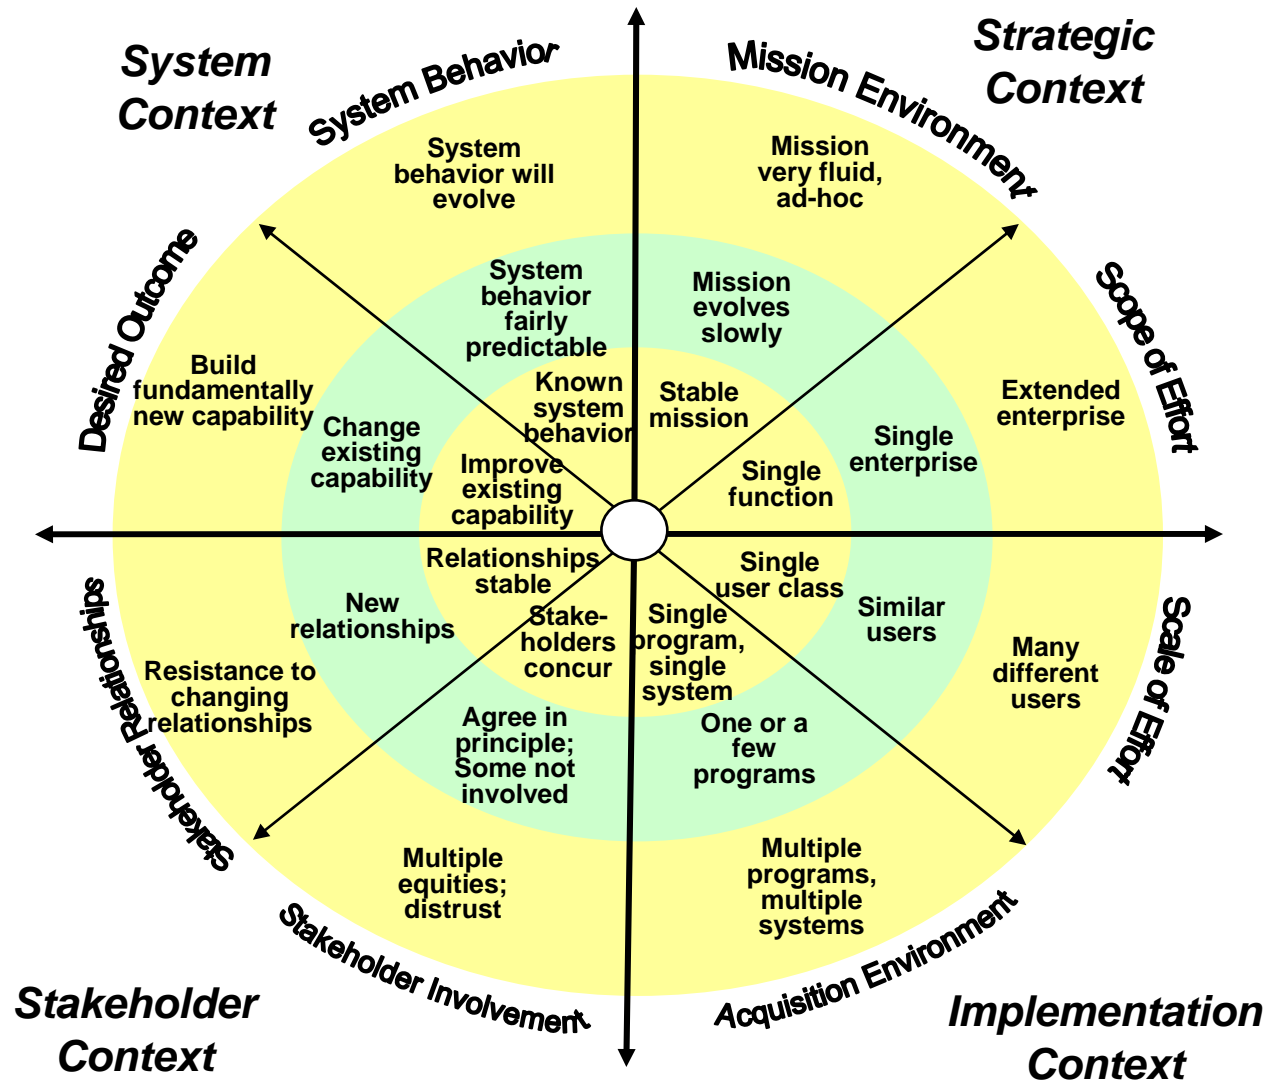 System
Context
Strategic
Context
System Behavior
Mission Environment
System
behavior will
evolve
Mission
very fluid,
ad-hoc
Desired Outcome
Scope of Effort
System
behavior
fairly
predictable
Mission
evolves
slowly
Build
fundamentally
new capability
Known
system
behavior
Stable
mission
Extended
enterprise
Change
existing
capability
Single
enterprise
Improve
existing
capability
Single
function
Relationships
stable
Single
user class
New
relationships
Similar
users
Stake-
holders
concur
Single
program,
single
system
Resistance to
changing
relationships
Many
different
users
Stakeholder Relationships
Scale of Effort
Agree in
principle;
Some not
involved
One or a
few
programs
Multiple
equities;
distrust
Multiple
programs,
multiple
systems
Stakeholder Involvement
Acquisition Environment
Stakeholder
Context
Implementation
Context